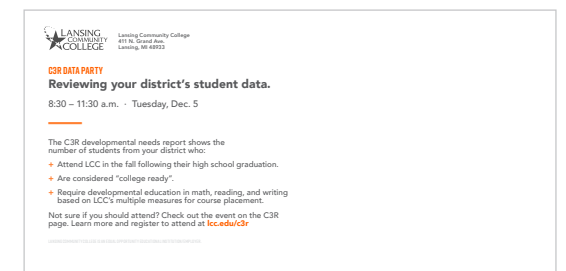 LANSING
COMMUNITY
COLLEGE
Lansing Community College
411 N. Grand Ave.
Lansing, MI 48933
C3R DATA PARTY
Reviewing your district's student data.
8:30 – 11:30 a.m. · Tuesday, Dec. 5
The C3R developmental needs report shows the
number of students from your district who:
+ Attend LCC in the fall following their high school graduation.
+ Are considered "college ready".
+ Require developmental education in math, reading, and writing
based on LCC's multiple measures for course placement.
Not sure if you should attend? Check out the event on the C3R
page. Learn more and register to attend at lcc.edu/c3r